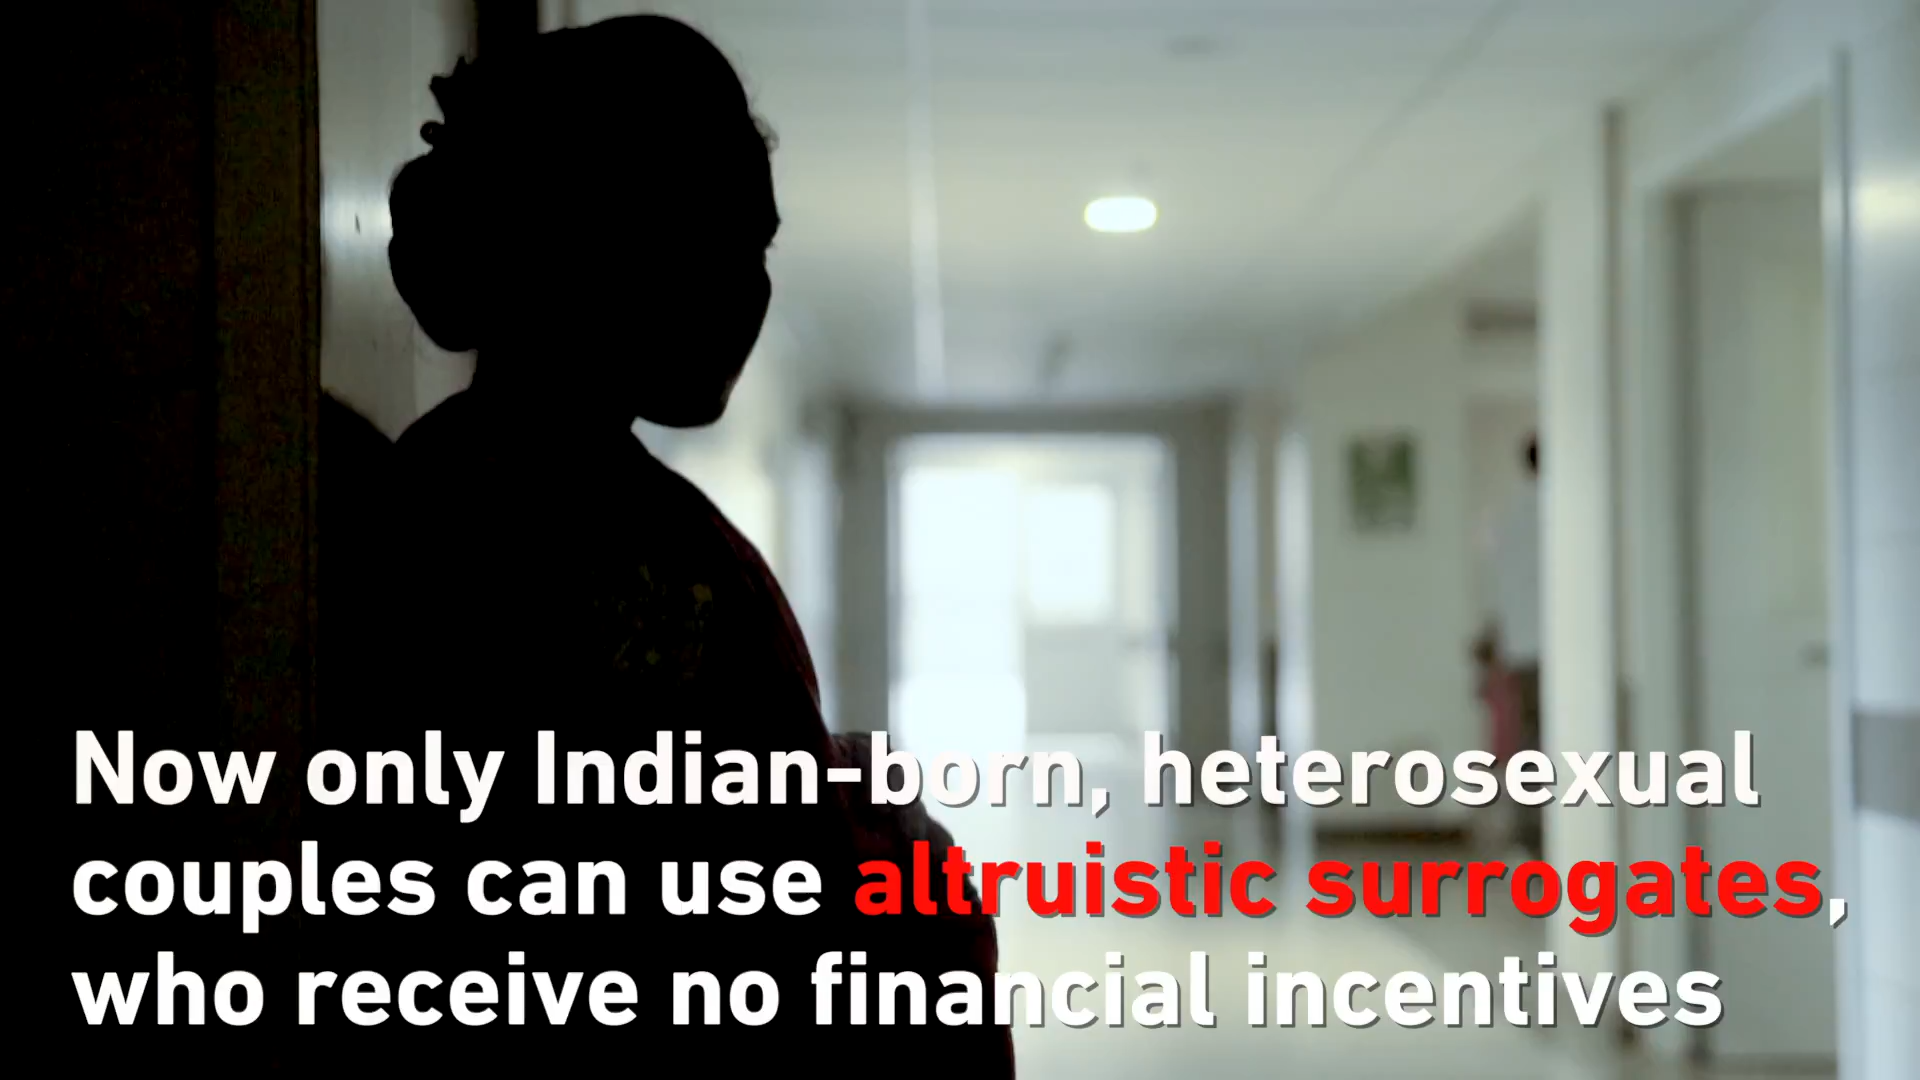 Now only Indian-born, heterosexual
couples can use altruistic surrogates,
who receive no financial incentives